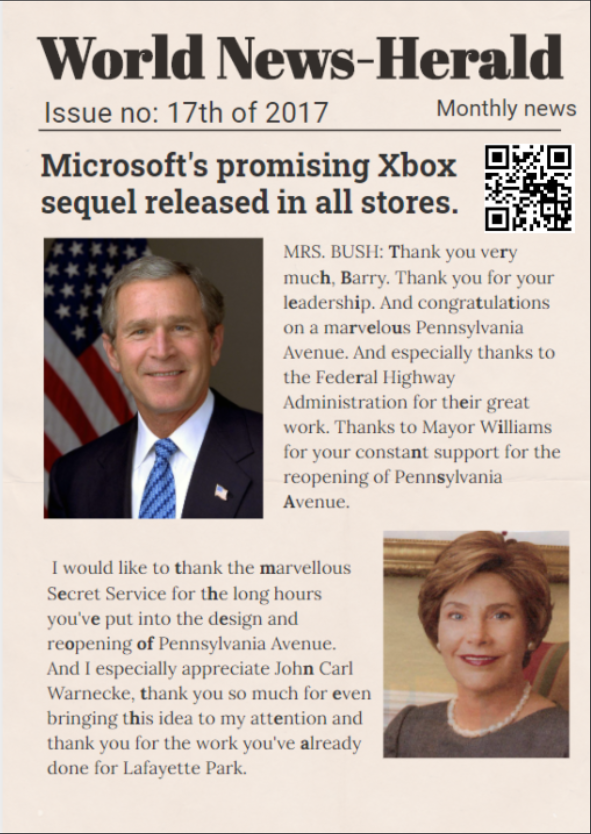 World News-Herald
Issue no: 17th of 2017
Monthly news
Microsoft's promising Xbox
sequel released in all stores.
MRS. BUSH: Thank you very
much, Barry. Thank you for your
leadership. And congratulations
on a marvelous Pennsylvania
Avenue. And especially thanks to
the Federal Highway
Administration for their great
work. Thanks to Mayor Williams
for your constant support for the
reopening of Pennsylvania
Avenue.
I would like to thank the marvellous
Secret Service for the long hours
you've put into the design and
reopening of Pennsylvania Avenue.
And I especially appreciate John Carl
Warnecke, thank you so much for even
bringing this idea to my attention and
thank you for the work you've already
done for Lafayette Park.